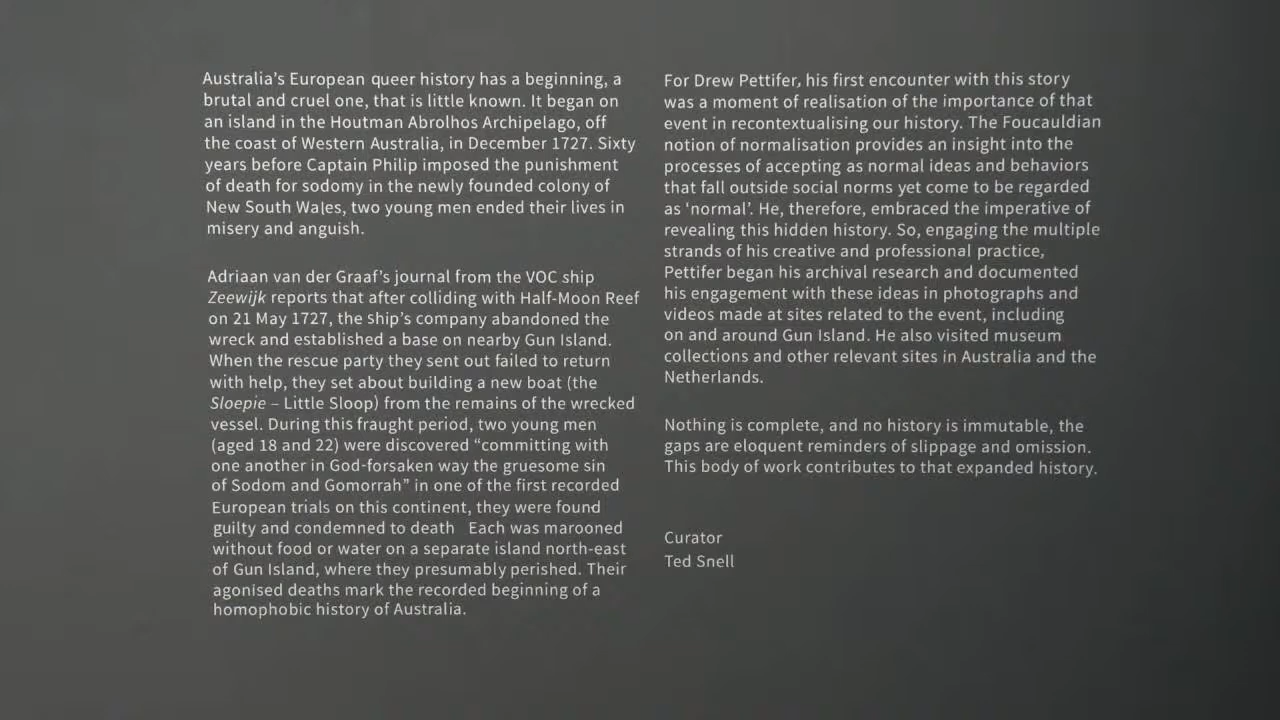 Australia's European queer history has a beginning, a
brutal and cruel one, that is little known. It began on
an island in the Houtman Abrolhos Archipelago, off
the coast of Western Australia, in December 1727. Sixty
years before Captain Philip imposed the punishment
of death for sodomy in the newly founded colony of
New South Wales, two young men ended their lives in
misery and anguish.
Adriaan van der Graaf's journal from the VOC ship
Zeewijk reports that after colliding with Half-Moon Reef
on 21 May 1727, the ship's company abandoned the
wreck and established a base on nearby Gun Island.
When the rescue party they sent out failed to return
with help, they set about building a new boat (the
Sloepie – Little Sloop) from the remains of the wrecked
vessel. During this fraught period, two young men
(aged 18 and 22) were discovered “committing with
one another in God-forsaken way the gruesome sin
of Sodom and Gomorrah” in one of the first recorded
European trials on this continent, they were found
guilty and condemned to death   Each was marooned
without food or water on a separate island north-east
of Gun Island, where they presumably perished. Their
agonised deaths mark the recorded beginning of a
homophobic history of Australia.
For Drew Pettifer, his first encounter with this story
was a moment of realisation of the importance of that
event in recontextualising our history. The Foucauldian
notion of normalisation provides an insight into the
processes of accepting as normal ideas and behaviors
that fall outside social norms yet come to be regarded
as ‘normal’. He, therefore, embraced the imperative of
revealing this hidden history. So, engaging the multiple
strands of his creative and professional practice,
Pettifer began his archival research and documented
his engagement with these ideas in photographs and
videos made at sites related to the event, including
on and around Gun Island. He also visited museum
collections and other relevant sites in Australia and the
Netherlands.
Nothing is complete, and no history is immutable, the
gaps are eloquent reminders of slippage and omission.
This body of work contributes to that expanded history.
Curator
Ted Snell